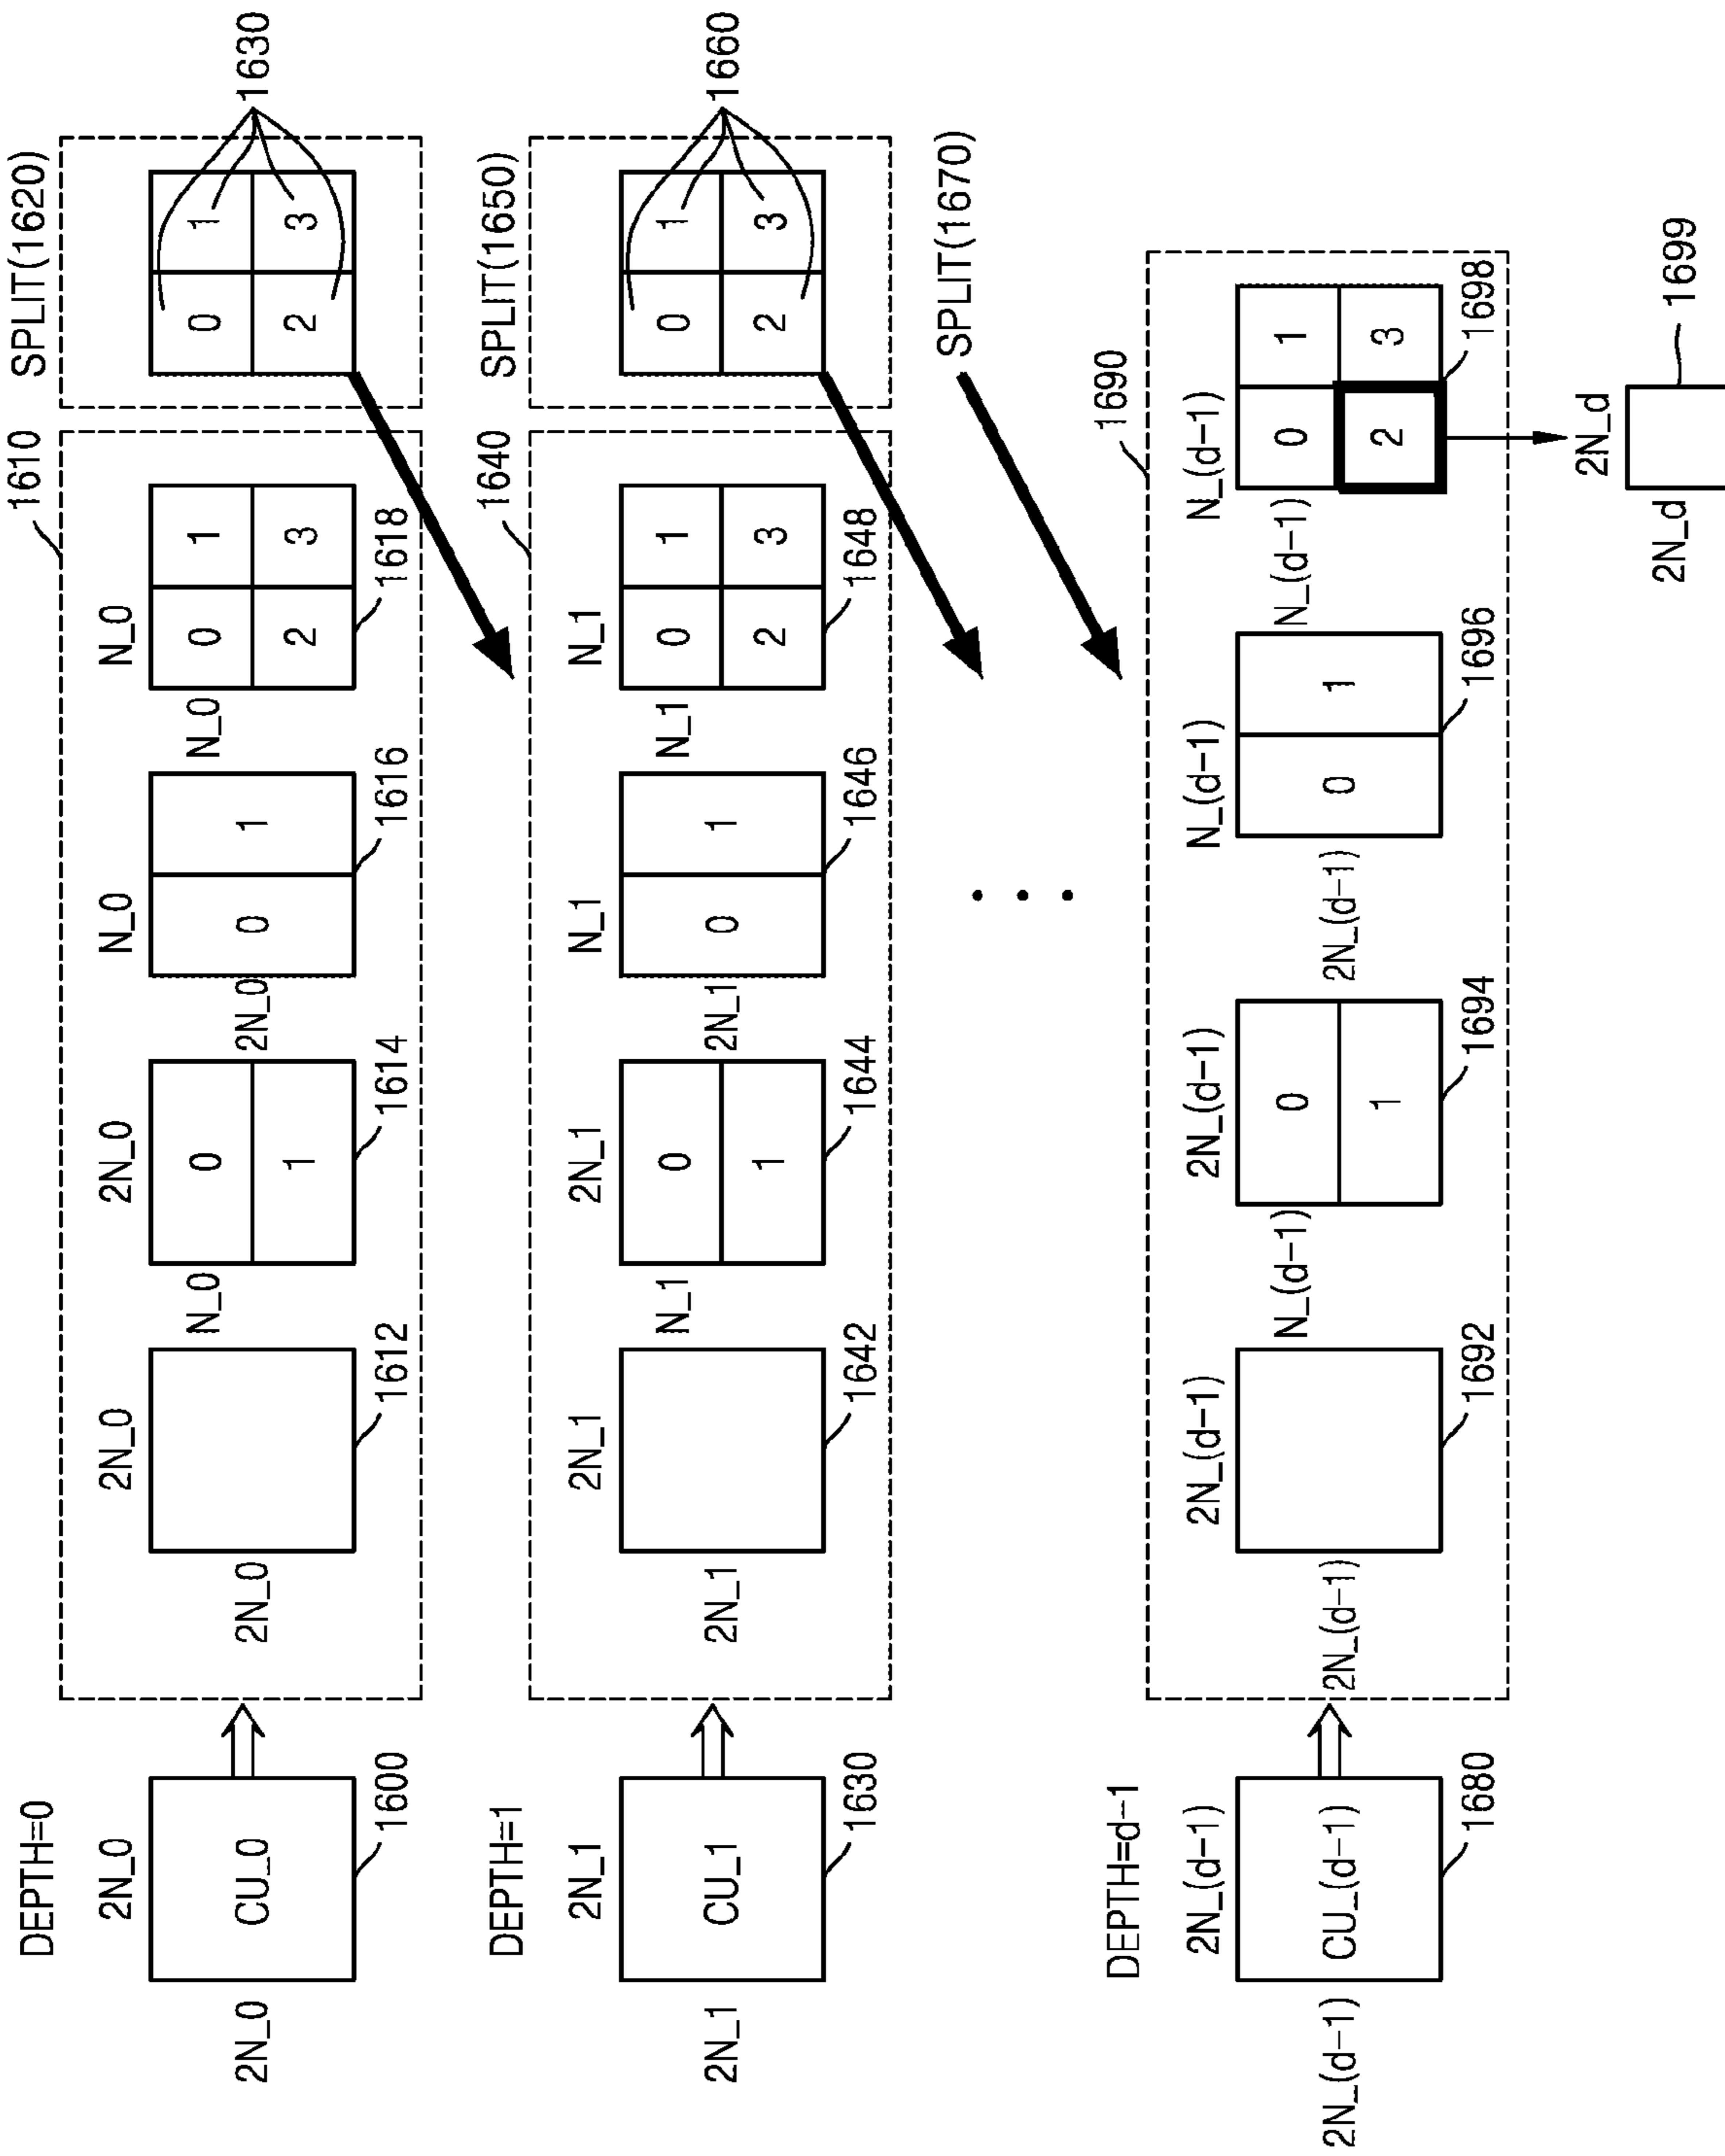 DEPTH=0
2N_0
2N_0
CU_0
1600
1610
2N_0
2N_0
1612
2N_0
N_0
0
1
1614
N_0
2N_0
0 1
1616
N_0
N_0
0 1
2 3
1618
SPLIT(1620)
0 1
2 3
1630
DEPTH=1
2N_1
2N_1
CU_1
1630
1640
2N_1
2N_1
1642
2N_1
N_1
0
1
1644
N_1
2N_1
0 1
1646
N_1
N_1
0 1
2 3
1648
SPLIT(1650)
0 1
2 3
1660
SPLIT(1670)
DEPTH=d-1
2N_(d-1)
2N_(d-1)
CU_(d-1)
1680
1690
2N_(d-1)
2N_(d-1)
1692
2N_(d-1)
N_(d-1)
0
1
1694
N_(d-1)
2N_(d-1)
0 1
1696
N_(d-1)
N_(d-1)
0 1
2 3
1698
2N_d
2N_d
1699